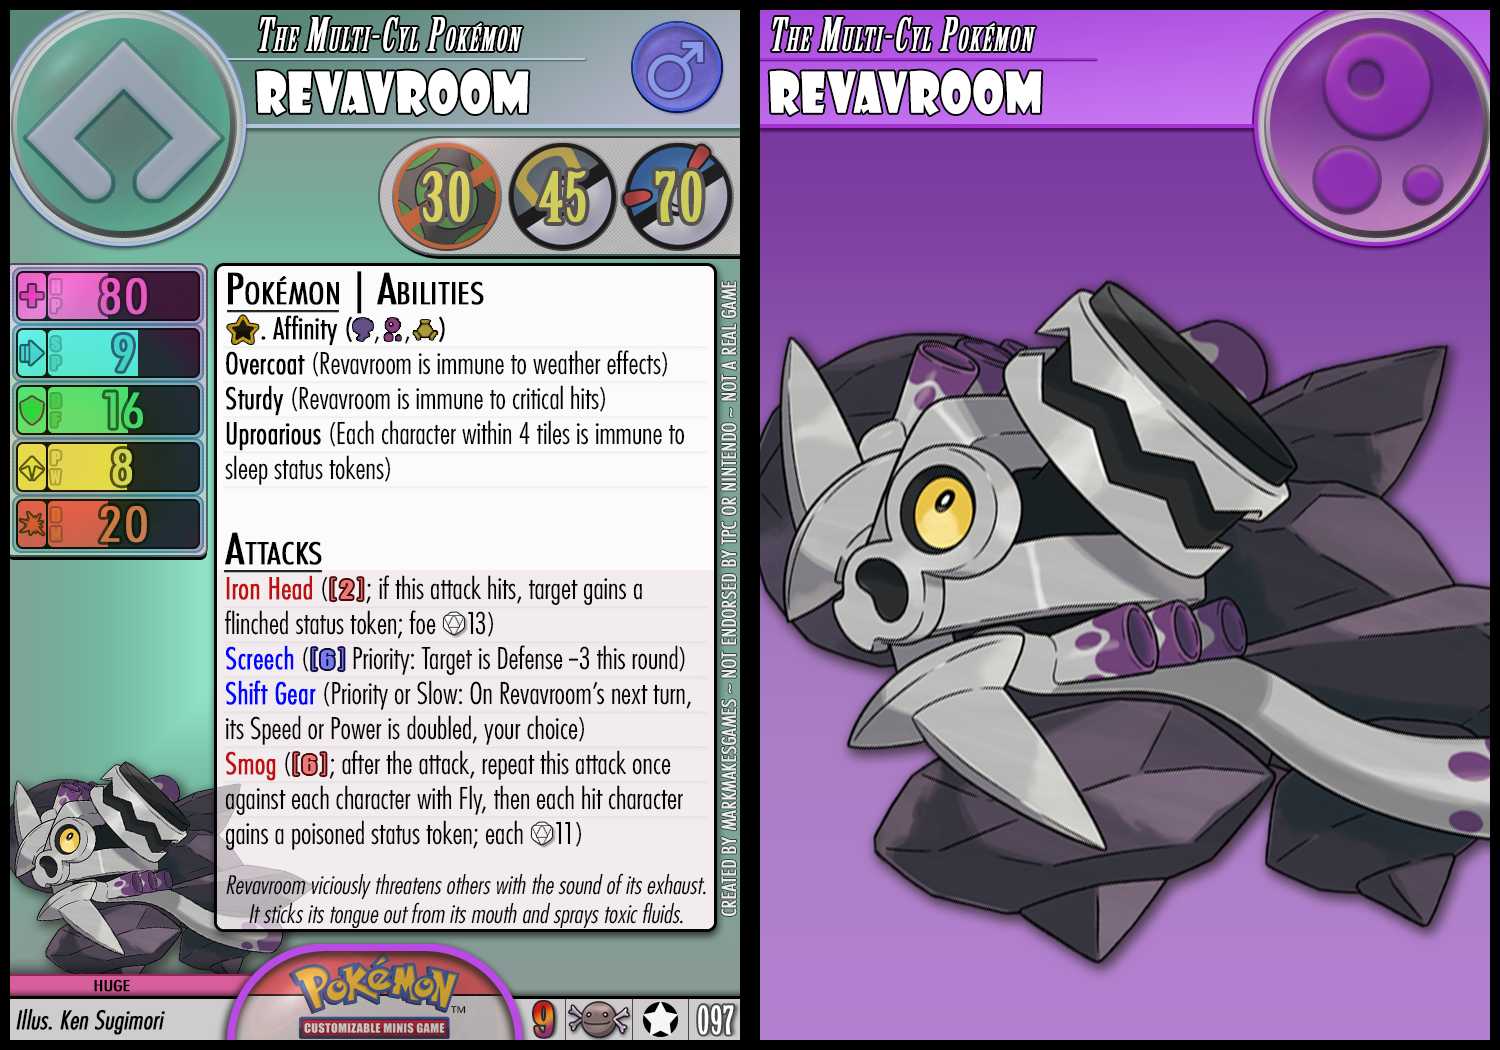 The Multi-Cyl Pokémon
REVAVROOM
30 45 70
HP 80
SP 9
DF 16
PW 8
DM 20
Pokémon | Abilities
. Affinity ( , , )
Overcoat (Revavroom is immune to weather effects)
Sturdy (Revavroom is immune to critical hits)
Uproarious (Each character within 4 tiles is immune to
sleep status tokens)
Attacks
Iron Head ([2]; if this attack hits, target gains a
flinched status token; foe 13)
Screech ([6] Priority: Target is Defense –3 this round)
Shift Gear (Priority or Slow: On Revavroom's next turn,
its Speed or Power is doubled, your choice)
Smog ([6]; after the attack, repeat this attack once
against each character with Fly, then each hit character
gains a poisoned status token; each 11)
Revavroom viciously threatens others with the sound of its exhaust.
It sticks its tongue out from its mouth and sprays toxic fluids.
CREATED BY MARKMAKESGAMES ~ NOT ENDORSED BY TPC OR NINTENDO ~ NOT A REAL GAME
HUGE
Illus. Ken Sugimori
POKéMON
TM
CUSTOMIZABLE MINIS GAME
9
097
The Multi-Cyl Pokémon
REVAVROOM